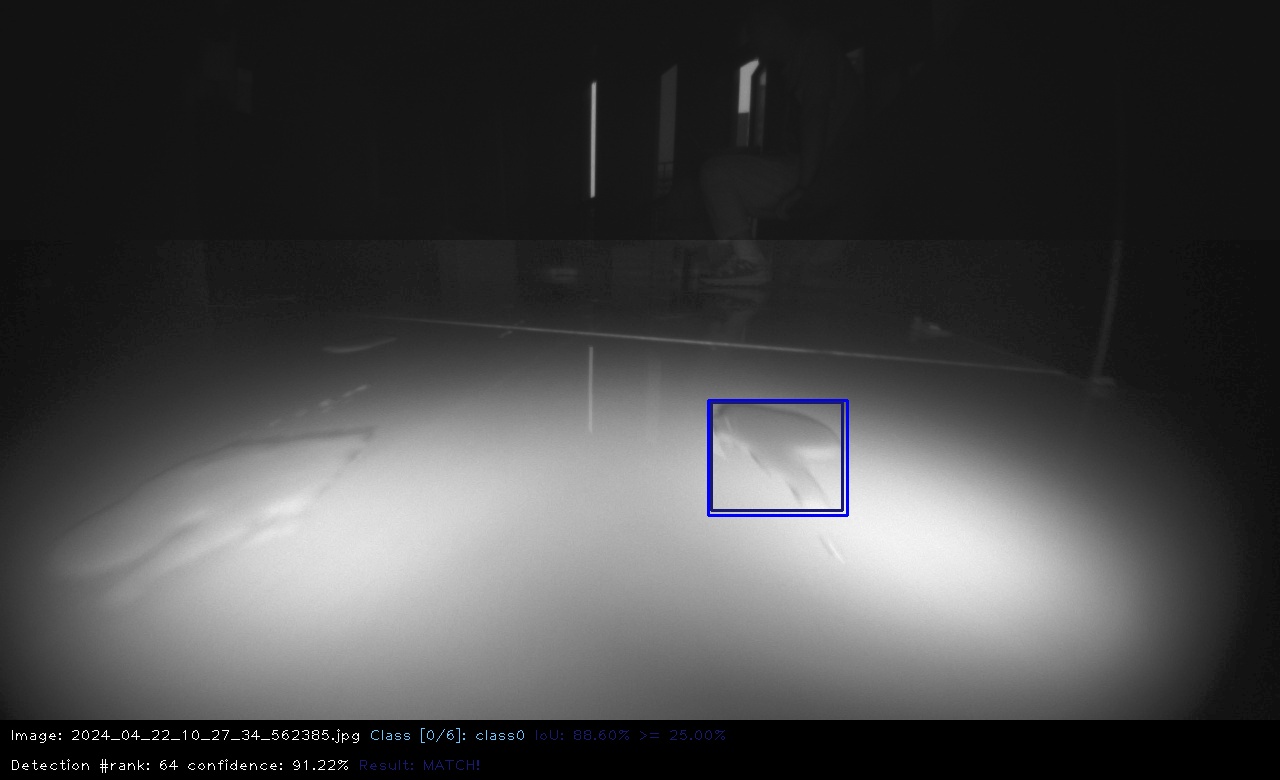 Image: 2024_04_22_10_27_34_562385.jpg Class [0/6]: class0 IoU: 88.60% >= 25.00%
Detection #rank: 64 confidence: 91.22% Result: MATCH!